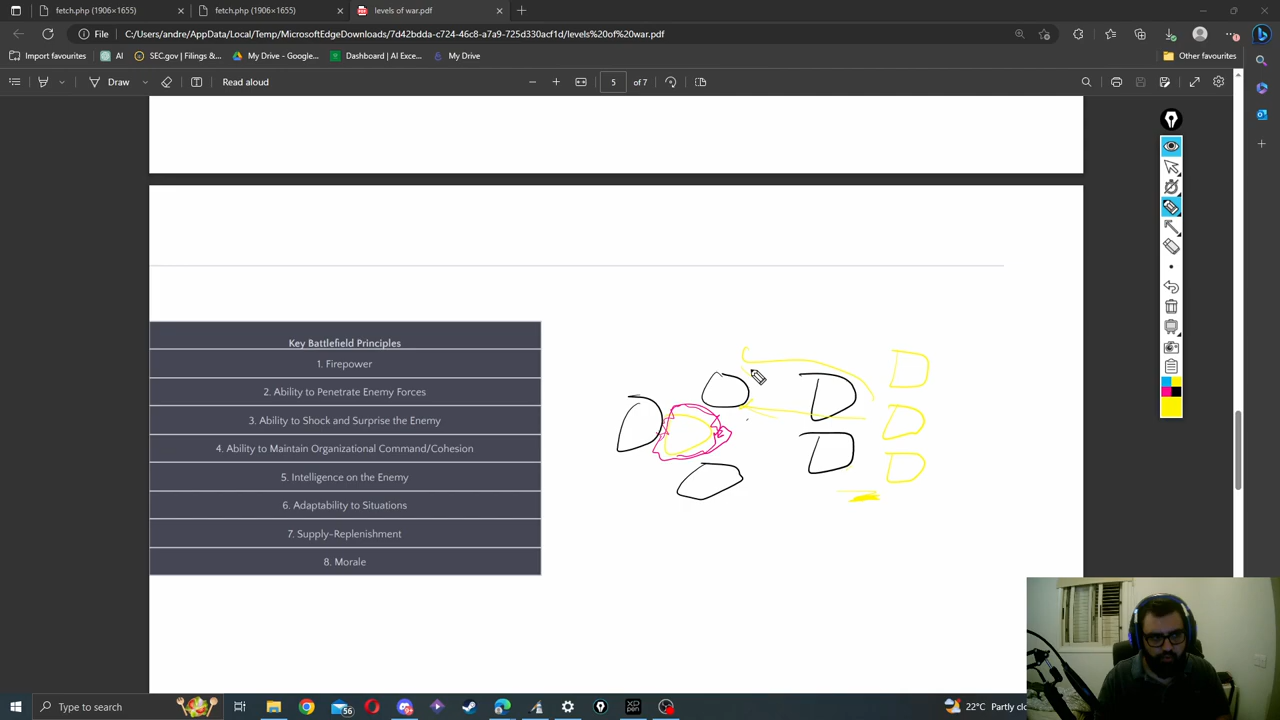 fetch.php (1906×1655)
fetch.php (1906×1655)
levels of war.pdf
File
C:/Users/andre/AppData/Local/Temp/MicrosoftEdgeDownloads/7d42bdda-c724-46c8-a7a9-725d330acf1d/levels%20of%20war.pdf
Import favourites
AI
SEC.gov | Filings &...
My Drive - Google...
Dashboard | AI Exce...
My Drive
Other favourites
Draw
Read aloud
5
of 7
Key Battlefield Principles
1. Firepower
2. Ability to Penetrate Enemy Forces
3. Ability to Shock and Surprise the Enemy
4. Ability to Maintain Organizational Command/Cohesion
5. Intelligence on the Enemy
6. Adaptability to Situations
7. Supply-Replenishment
8. Morale
D
D
D
D
D
Type here to search
56
XD
pen
22°C Partly clo